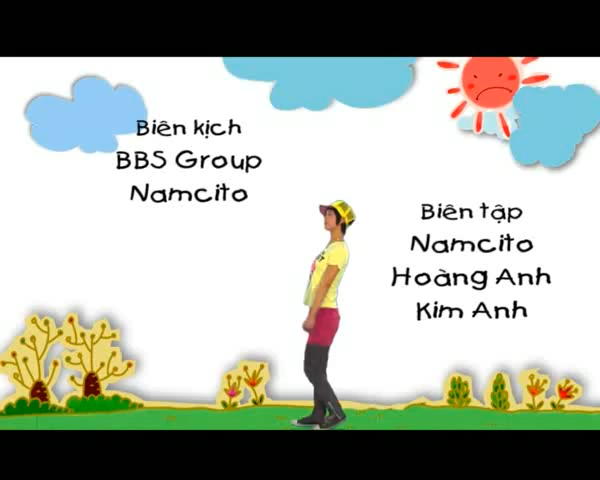 Biên kịch
BBS Group
Namcito
Biên tập
Namcito
Hoàng Anh
Kim Anh